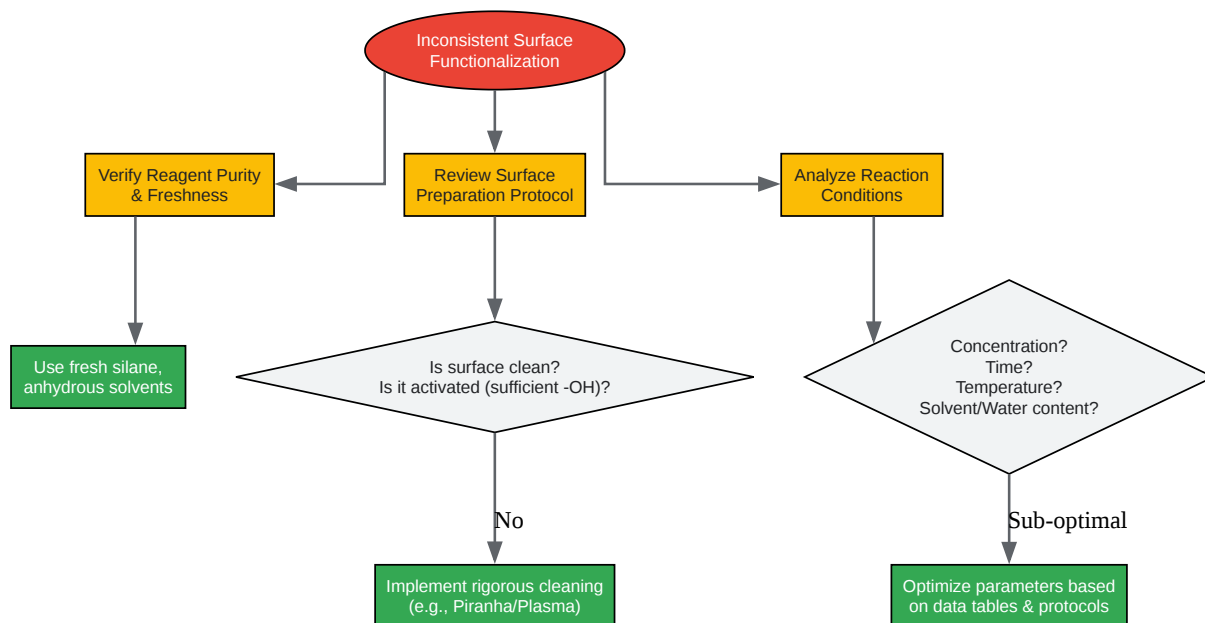 Inconsistent Surface
Functionalization
Verify Reagent Purity
& Freshness
Review Surface
Preparation Protocol
Analyze Reaction
Conditions
Use fresh silane,
anhydrous solvents
Is surface clean?
Is it activated (sufficient -OH)?
Concentration?
Time?
Temperature?
Solvent/Water content?
No
Sub-optimal
Implement rigorous cleaning
(e.g., Piranha/Plasma)
Optimize parameters based
on data tables & protocols